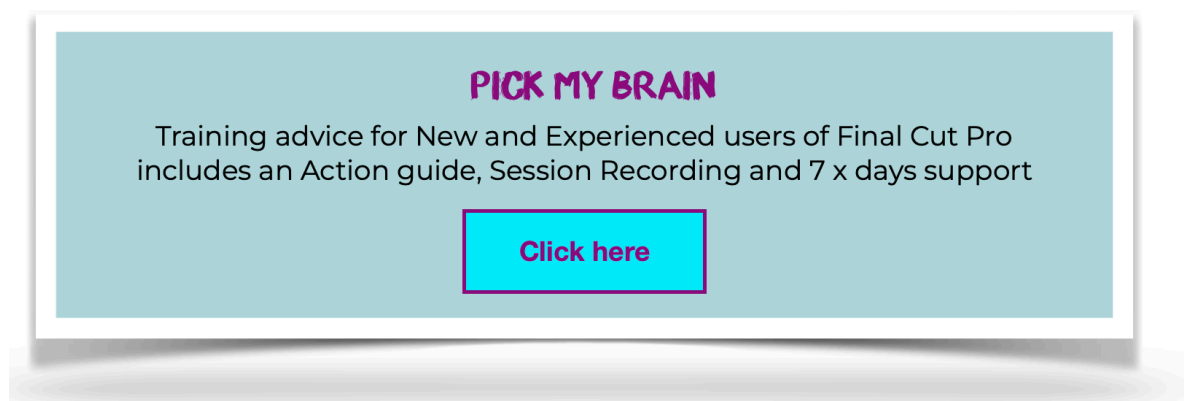 PICK MY BRAIN
Training advice for New and Experienced users of Final Cut Pro
includes an Action guide, Session Recording and 7 x days support
Click here